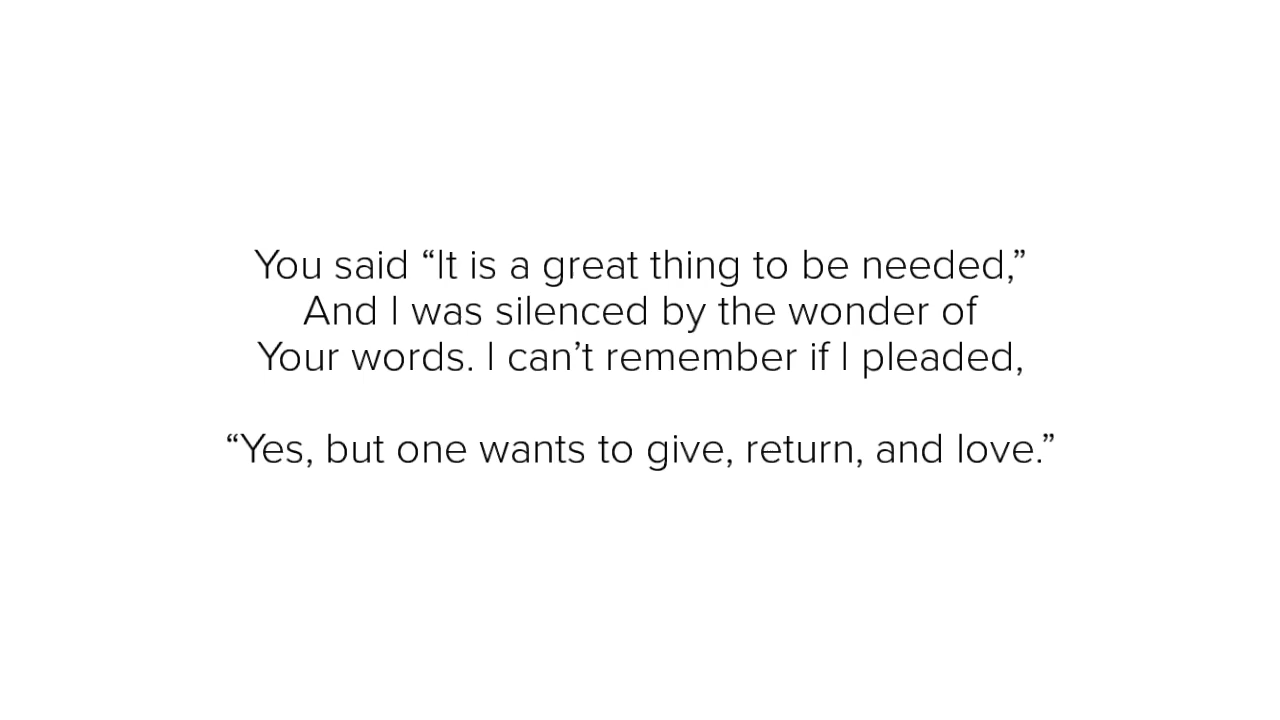 You said “It is a great thing to be needed,”
And I was silenced by the wonder of
Your words. I can’t remember if I pleaded,
“Yes, but one wants to give, return, and love.”